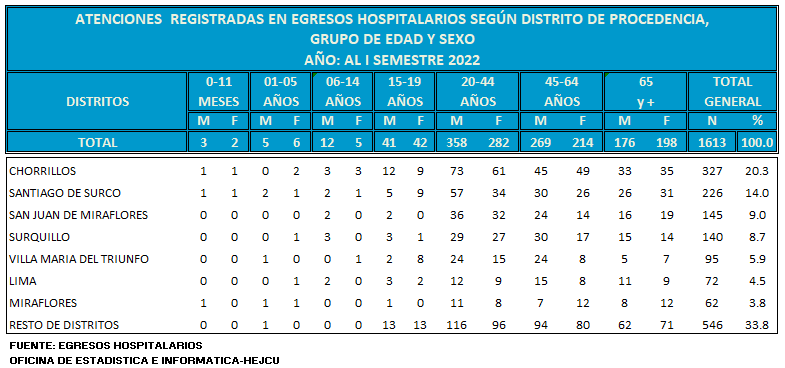 ATENCIONES REGISTRADAS EN EGRESOS HOSPITALARIOS SEGÚN DISTRITO DE PROCEDENCIA,
GRUPO DE EDAD Y SEXO
AÑO: AL I SEMESTRE 2022
DISTRITOS 0-11 MESES 01-05 AÑOS 06-14 AÑOS 15-19 AÑOS 20-44 AÑOS 45-64 AÑOS 65 y + TOTAL GENERAL
M F M F M F M F M F M F M F N %
TOTAL 3 2 5 6 12 5 41 42 358 282 269 214 176 198 1613 100.0
CHORRILLOS 1 1 0 2 3 3 12 9 73 61 45 49 33 35 327 20.3
SANTIAGO DE SURCO 1 1 2 1 2 1 5 9 57 34 30 26 26 31 226 14.0
SAN JUAN DE MIRAFLORES 0 0 0 0 2 0 2 0 36 32 24 14 16 19 145 9.0
SURQUILLO 0 0 0 1 3 0 3 1 29 27 30 17 15 14 140 8.7
VILLA MARIA DEL TRIUNFO 0 0 1 0 0 1 2 8 24 15 24 8 5 7 95 5.9
LIMA 0 0 0 1 2 0 3 2 12 9 15 8 11 9 72 4.5
MIRAFLORES 1 0 1 1 0 0 1 0 11 8 7 12 8 12 62 3.8
RESTO DE DISTRITOS 0 0 1 0 0 0 13 13 116 96 94 80 62 71 546 33.8
FUENTE: EGRESOS HOSPITALARIOS
OFICINA DE ESTADISTICA E INFORMATICA-HEJCU